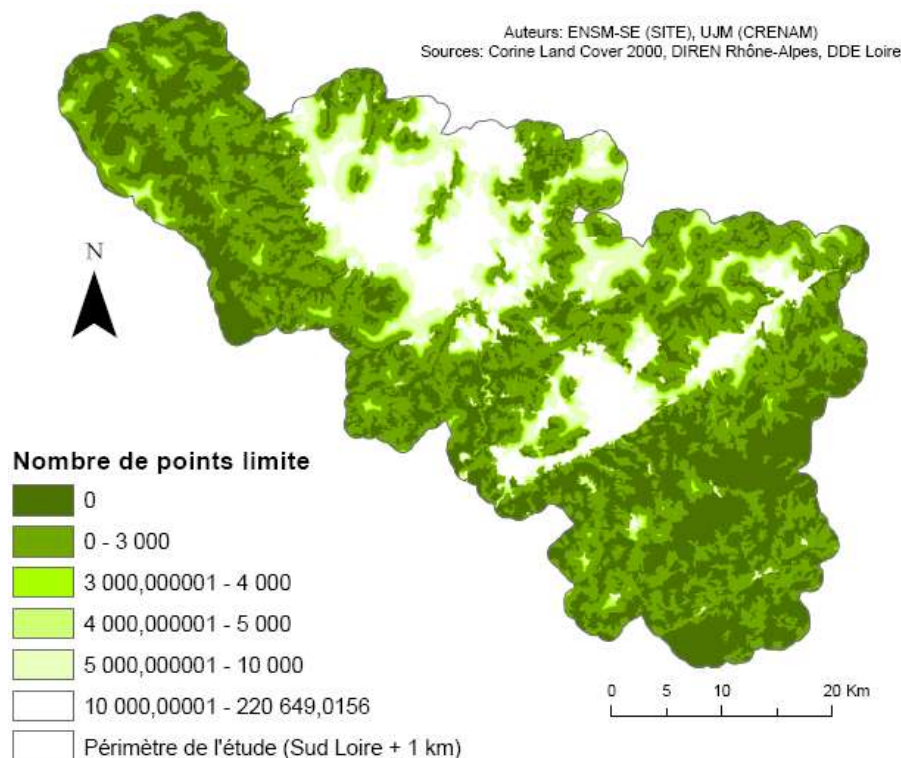 Auteurs: ENSM-SE (SITE), UJM (CRENAM)
Sources: Corine Land Cover 2000, DIREN Rhône-Alpes, DDE Loire
N
Nombre de points limite
0
0 - 3 000
3 000,000001 - 4 000
4 000,000001 - 5 000
5 000,000001 - 10 000
10 000,00001 - 220 649,0156
Périmètre de l'étude (Sud Loire + 1 km)
0 5 10 20 Km